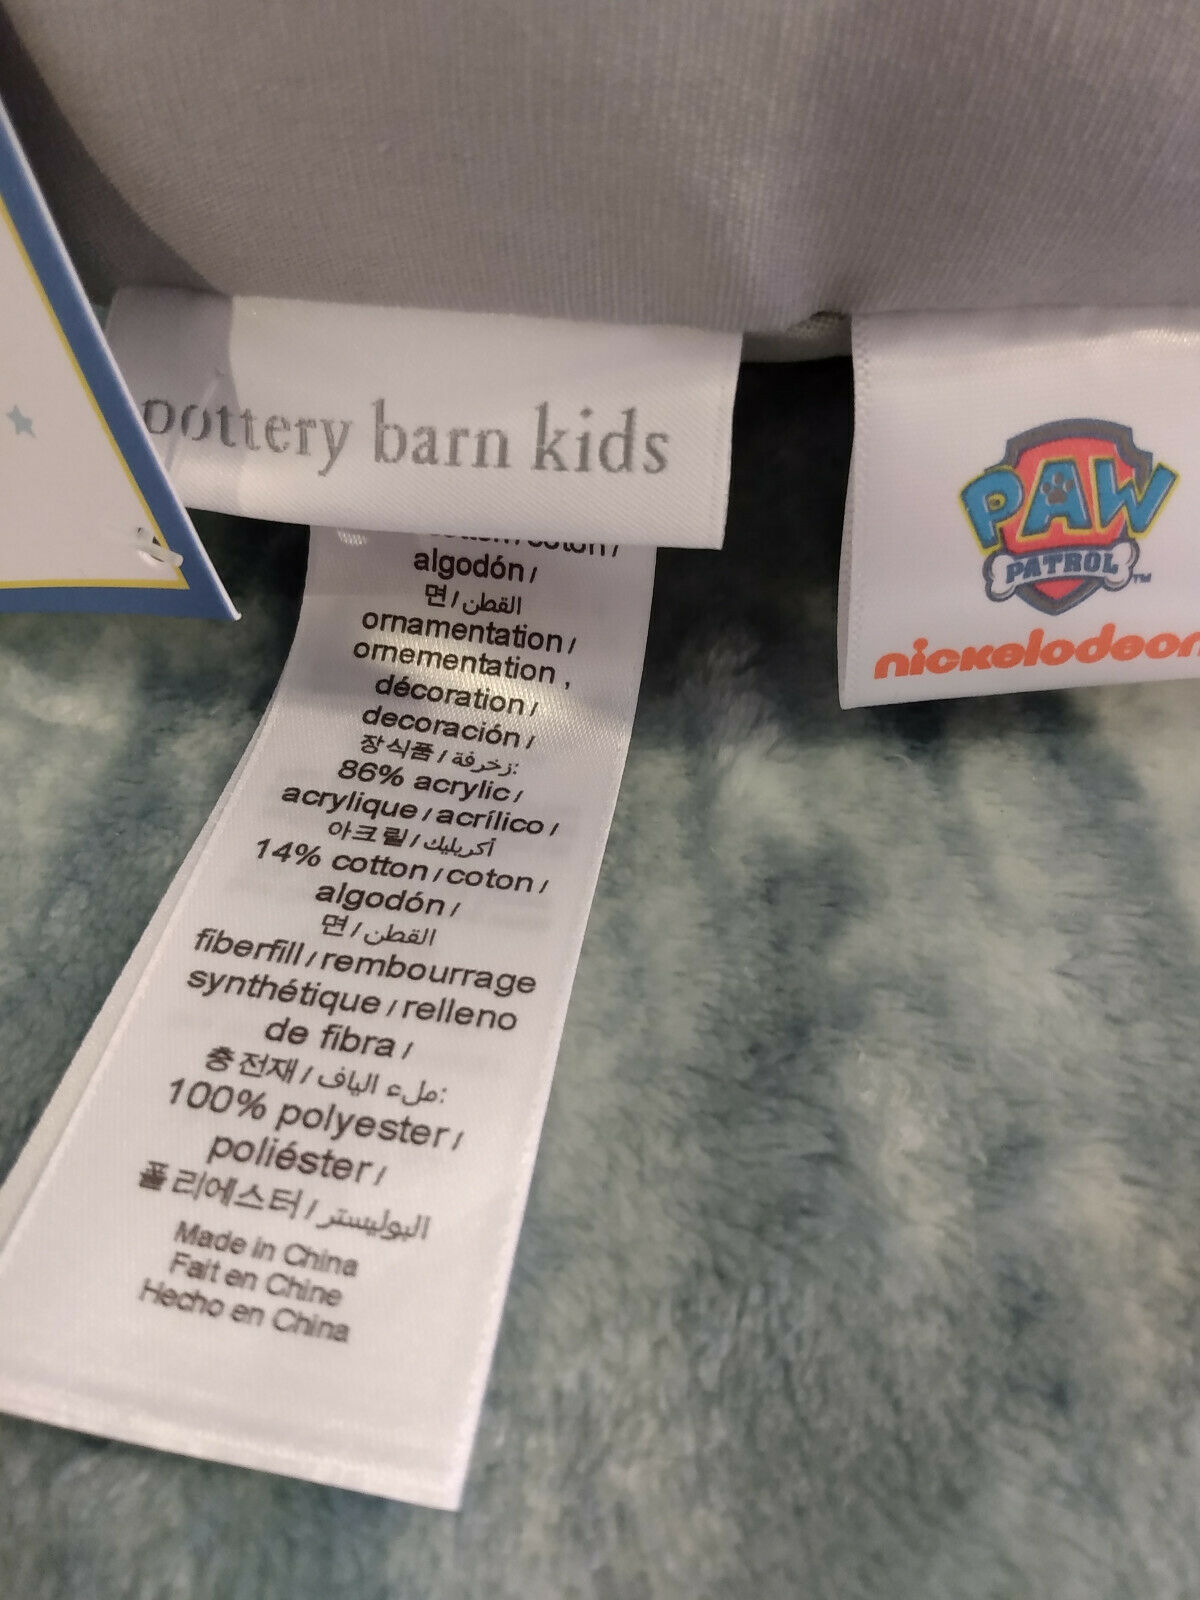 pottery barn kids
algodón /
면 / القطن
ornamentation /
ornementation ,
décoration /
decoración /
장식품 / زخرفة:
86% acrylic /
acrylique / acrílico /
아크릴 / أكريليك
14% cotton / coton /
algodón /
면 / القطن
fiberfill / rembourrage
synthétique / relleno
de fibra /
충전재 / ملء الياف:
100% polyester /
poliéster /
폴리에스터 / البوليستر
Made in China
Fait en Chine
Hecho en China
PAW
PATROL™
nickelodeon